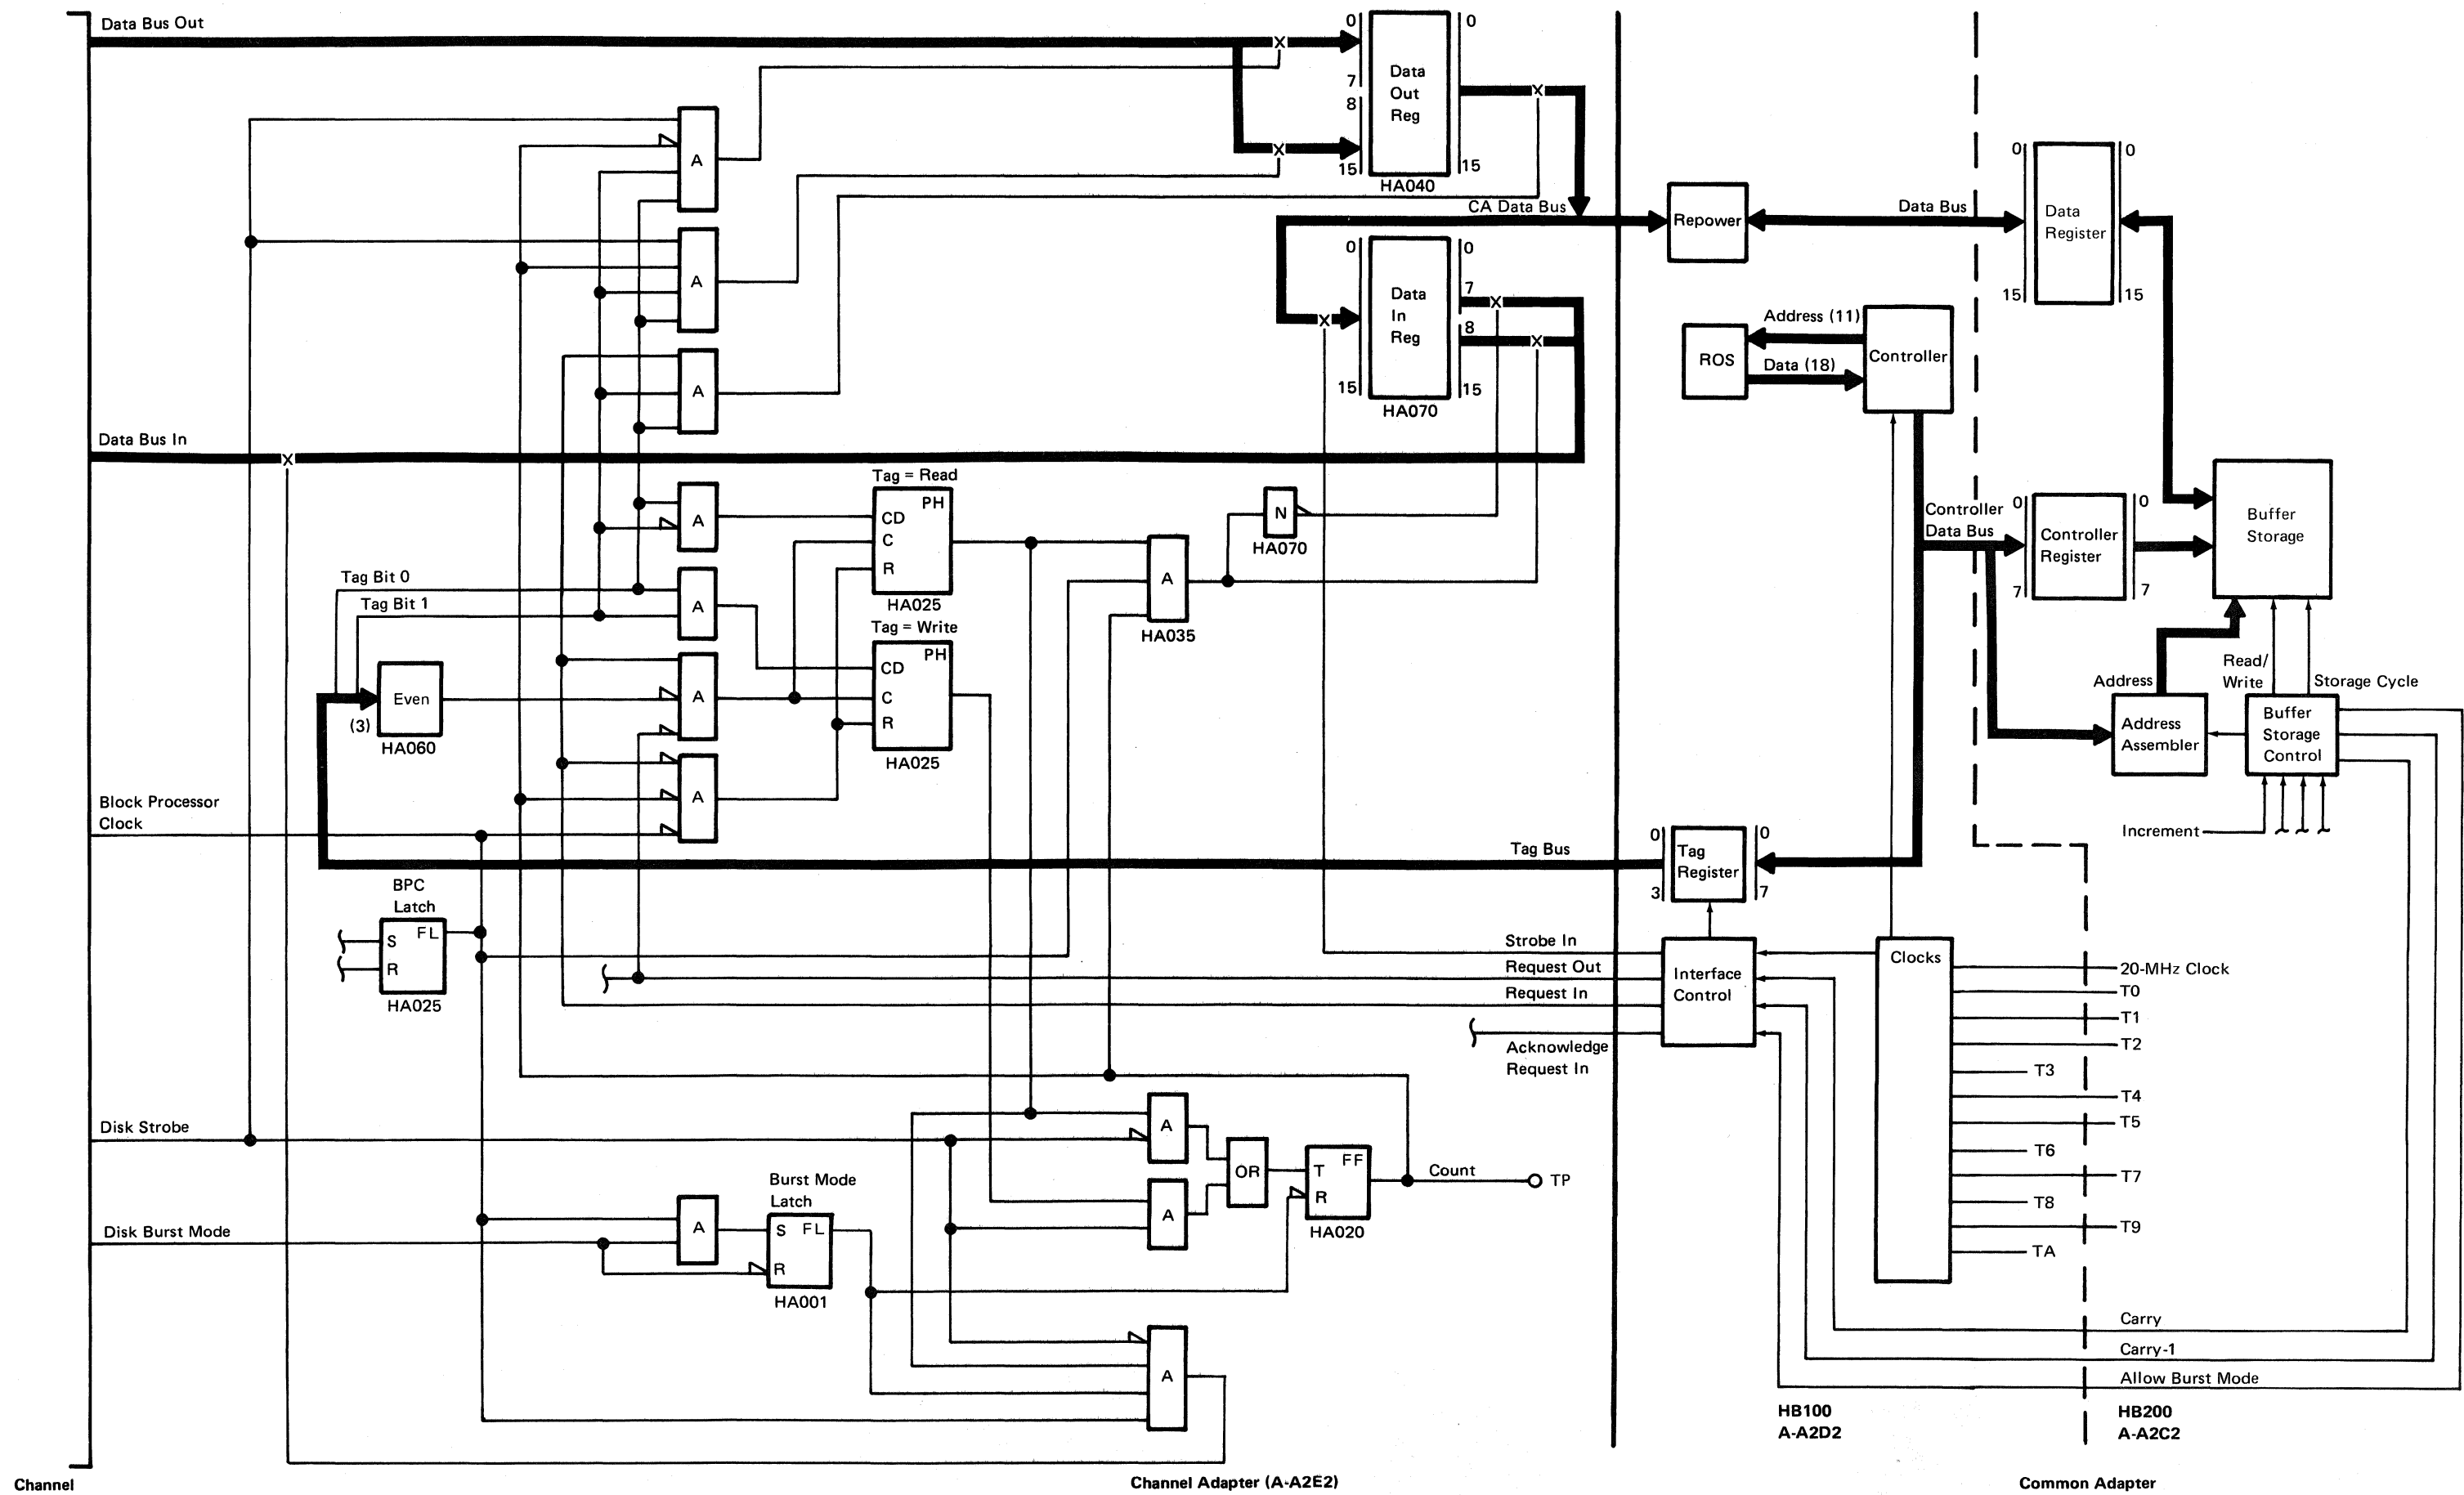 Data Bus Out
0
0
Data
Out
Reg
7
8
15
15
HA040
A
A
A
CA Data Bus
Repower
Data Bus
0
0
Data
Register
15
15
0
0
Data
In
Reg
7
8
15
15
HA070
Address (11)
ROS
Data (18)
Controller
Data Bus In
Tag = Read
PH
CD
C
R
HA025
A
N
HA070
Controller
Data Bus
0
0
Controller
Register
7
7
Buffer
Storage
Tag Bit 0
Tag Bit 1
A
A
HA035
Tag = Write
PH
CD
C
R
HA025
Even
(3)
HA060
A
A
Read/
Write
Storage Cycle
Address
Address
Assembler
Buffer
Storage
Control
Increment
Block Processor
Clock
Tag Bus
0
0
Tag
Register
3
7
BPC
Latch
S
FL
R
HA025
Strobe In
Request Out
Request In
Acknowledge
Request In
Interface
Control
Clocks
20-MHz Clock
T0
T1
T2
T3
T4
T5
T6
T7
T8
T9
TA
Disk Strobe
A
A
OR
T
FF
R
HA020
Count
TP
Disk Burst Mode
A
Burst Mode
Latch
S
FL
R
HA001
A
Carry
Carry-1
Allow Burst Mode
HB100
A-A2D2
HB200
A-A2C2
Channel
Channel Adapter (A-A2E2)
Common Adapter